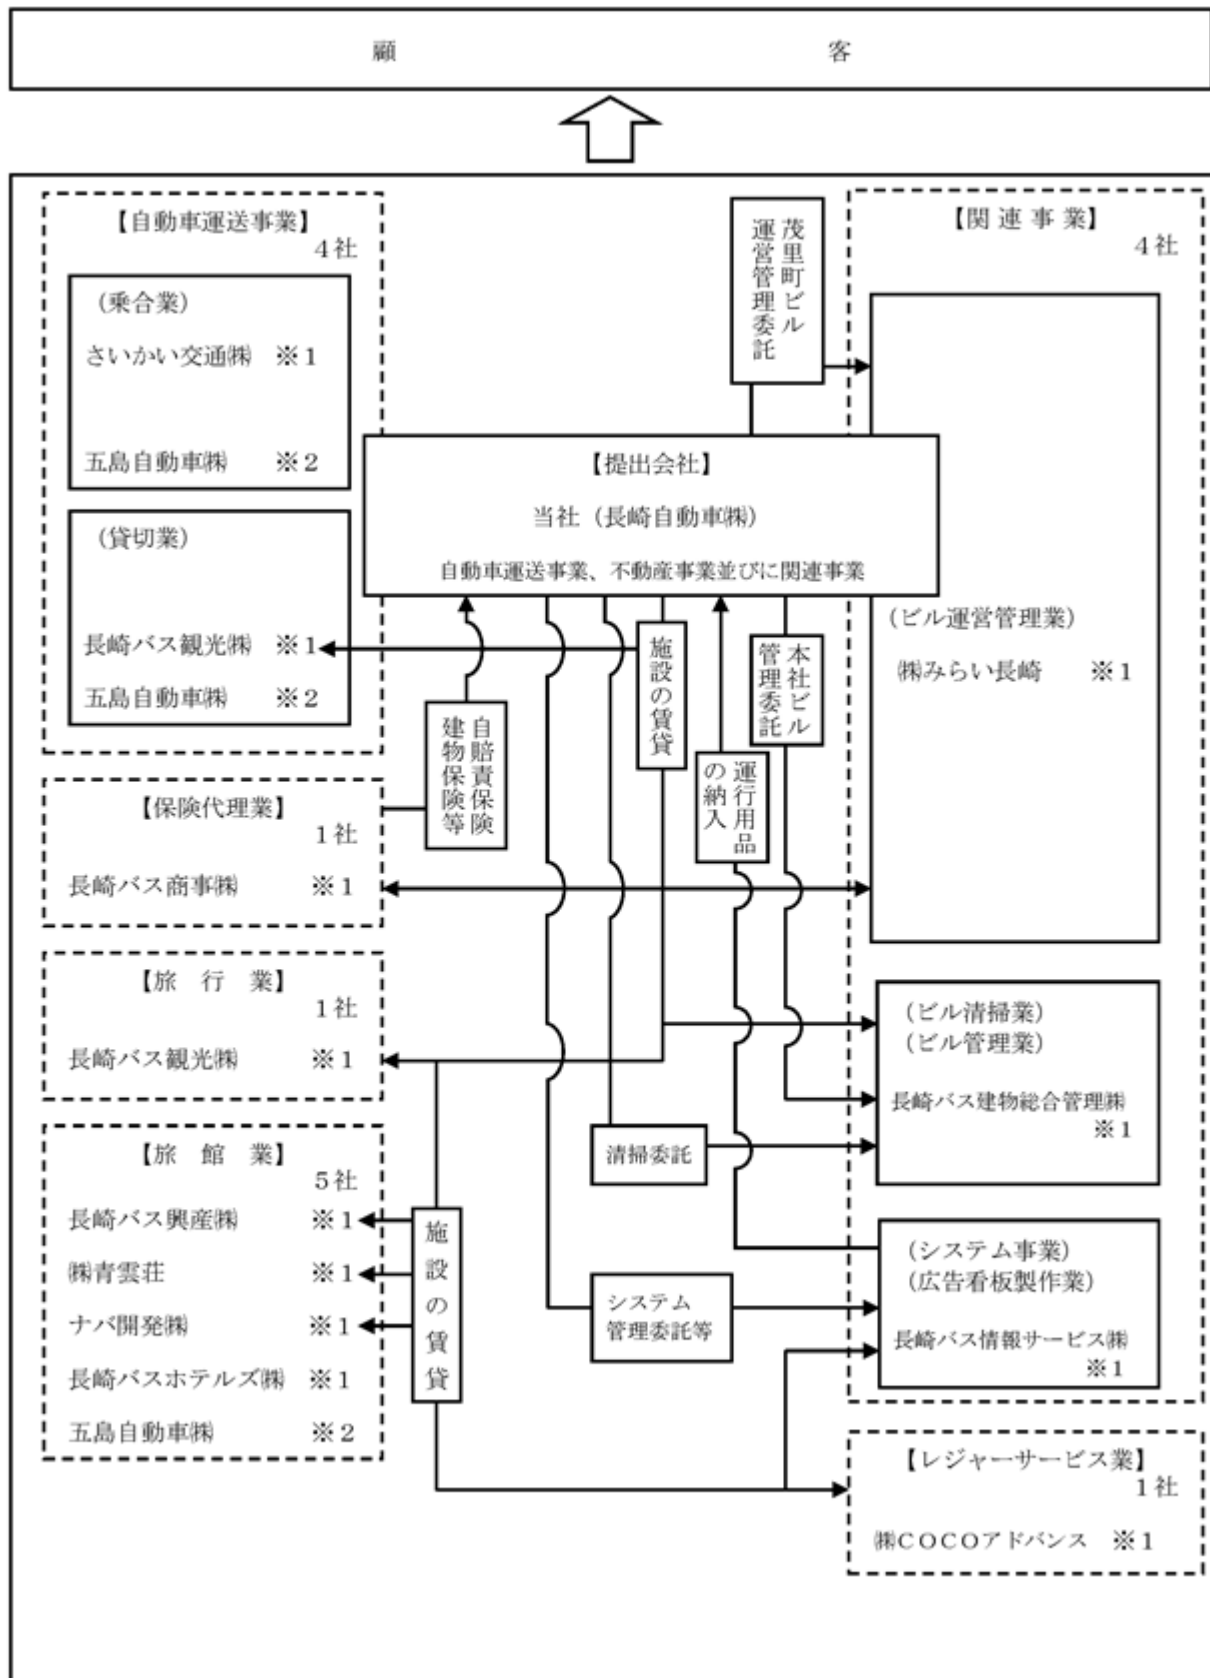 顧　客
【自動車運送事業】
４社
（乗合業）
さいかい交通㈱　※１
五島自動車㈱　※２
（貸切業）
長崎バス観光㈱　※１
五島自動車㈱　※２
【保険代理業】
１社
長崎バス商事㈱　※１
【旅　行　業】
１社
長崎バス観光㈱　※１
【旅　館　業】
５社
長崎バス興産㈱　※１
㈱青雲荘　※１
ナバ開発㈱　※１
長崎バスホテルズ㈱　※１
五島自動車㈱　※２
茂里町ビル
運営管理委託
【提出会社】
当社（長崎自動車㈱）
自動車運送事業、不動産事業並びに関連事業
自賠責保険
建物保険等
施設の賃貸
運行用品
の納入
本社ビル
管理委託
清掃委託
システム
管理委託等
施設の賃貸
【関 連 事 業】
４社
（ビル運営管理業）
㈱みらい長崎　※１
（ビル清掃業）
（ビル管理業）
長崎バス建物総合管理㈱
※１
（システム事業）
（広告看板製作業）
長崎バス情報サービス㈱
※１
【レジャーサービス業】
１社
㈱ＣＯＣＯアドバンス　※１